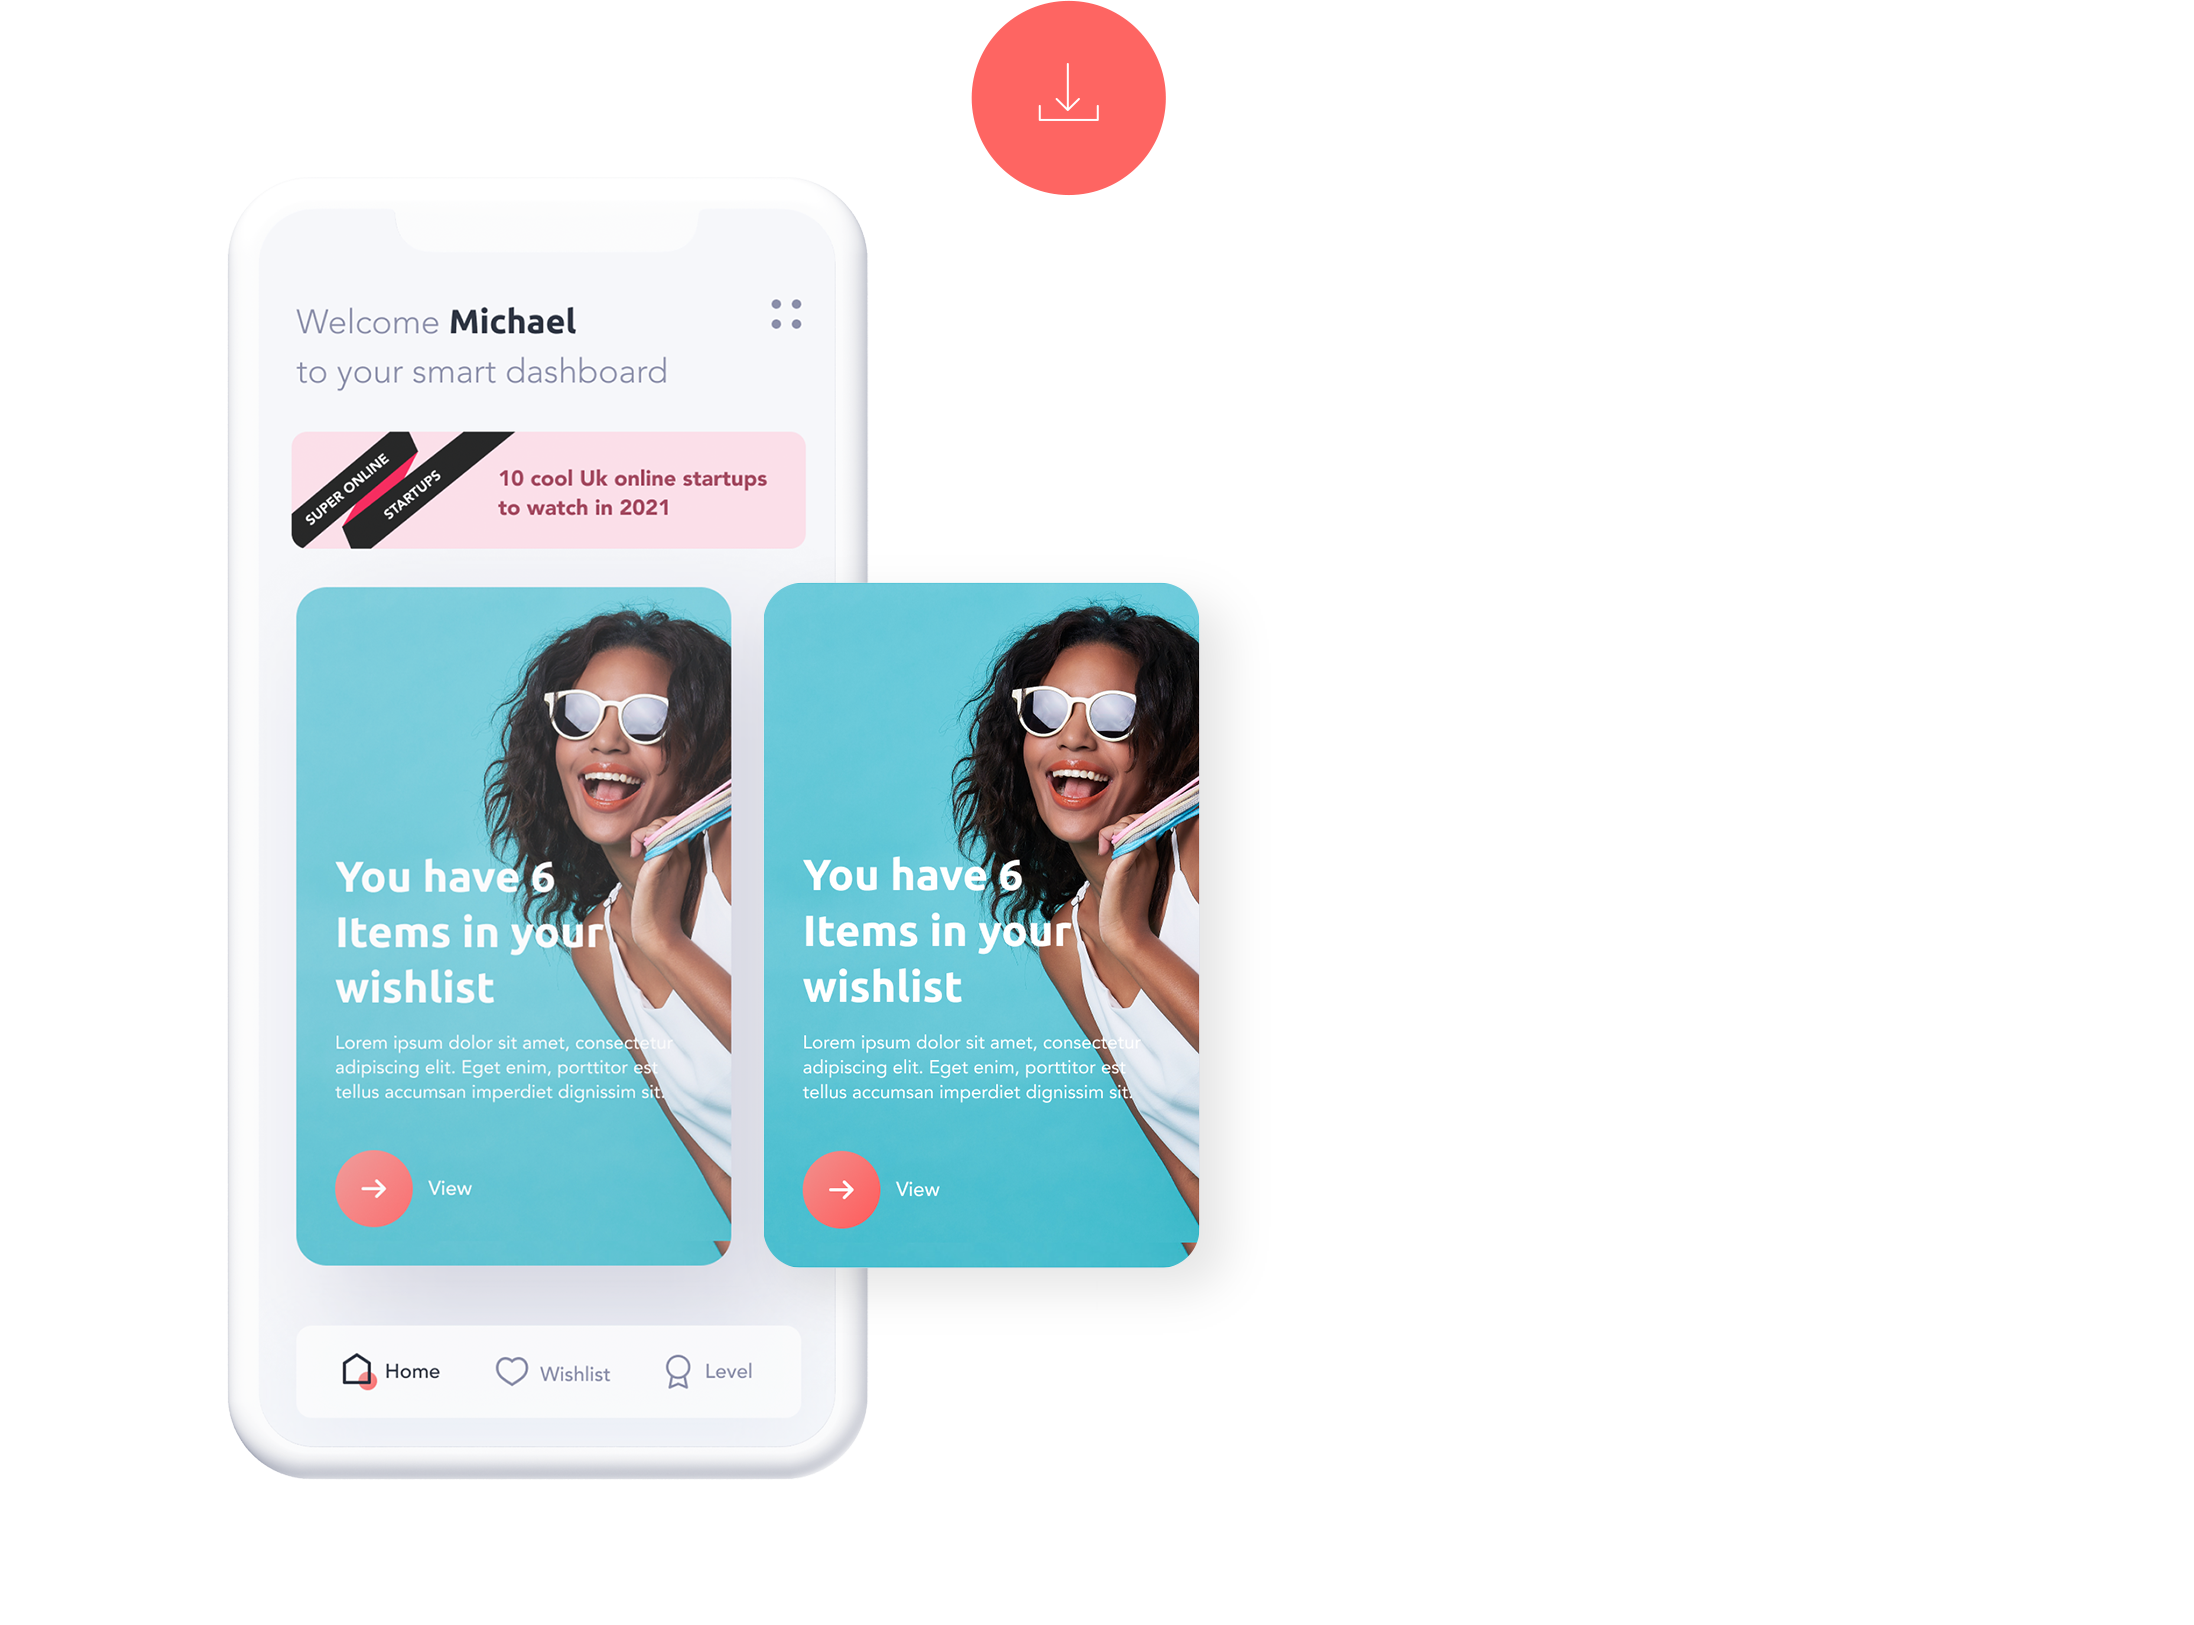 Welcome Michael
to your smart dashboard
SUPER ONLINE
STARTUPS
10 cool Uk online startups
to watch in 2021
You have 6
Items in your
wishlist
Lorem ipsum dolor sit amet, consectetur
adipiscing elit. Eget enim, porttitor est
tellus accumsan imperdiet dignissim sit.
View
You have 6
Items in your
wishlist
Lorem ipsum dolor sit amet, consectetur
adipiscing elit. Eget enim, porttitor est
tellus accumsan imperdiet dignissim sit.
View
Home
Wishlist
Level